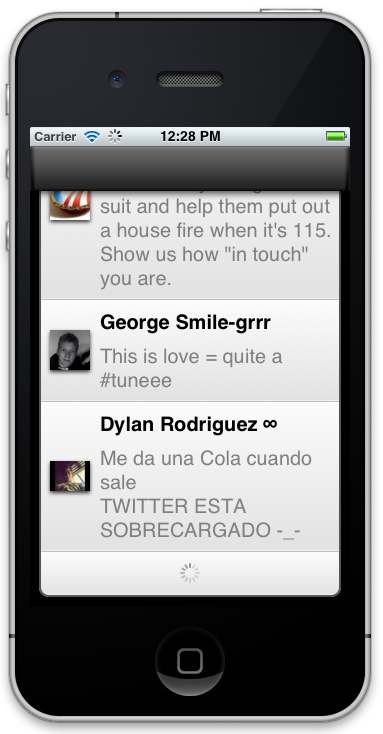 Carrier 12:28 PM
suit and help them put out
a house fire when it's 115.
Show us how "in touch"
you are.
George Smile-grrr
This is love = quite a
#tuneee
Dylan Rodriguez ∞
Me da una Cola cuando
sale
TWITTER ESTA
SOBRECARGADO -_-